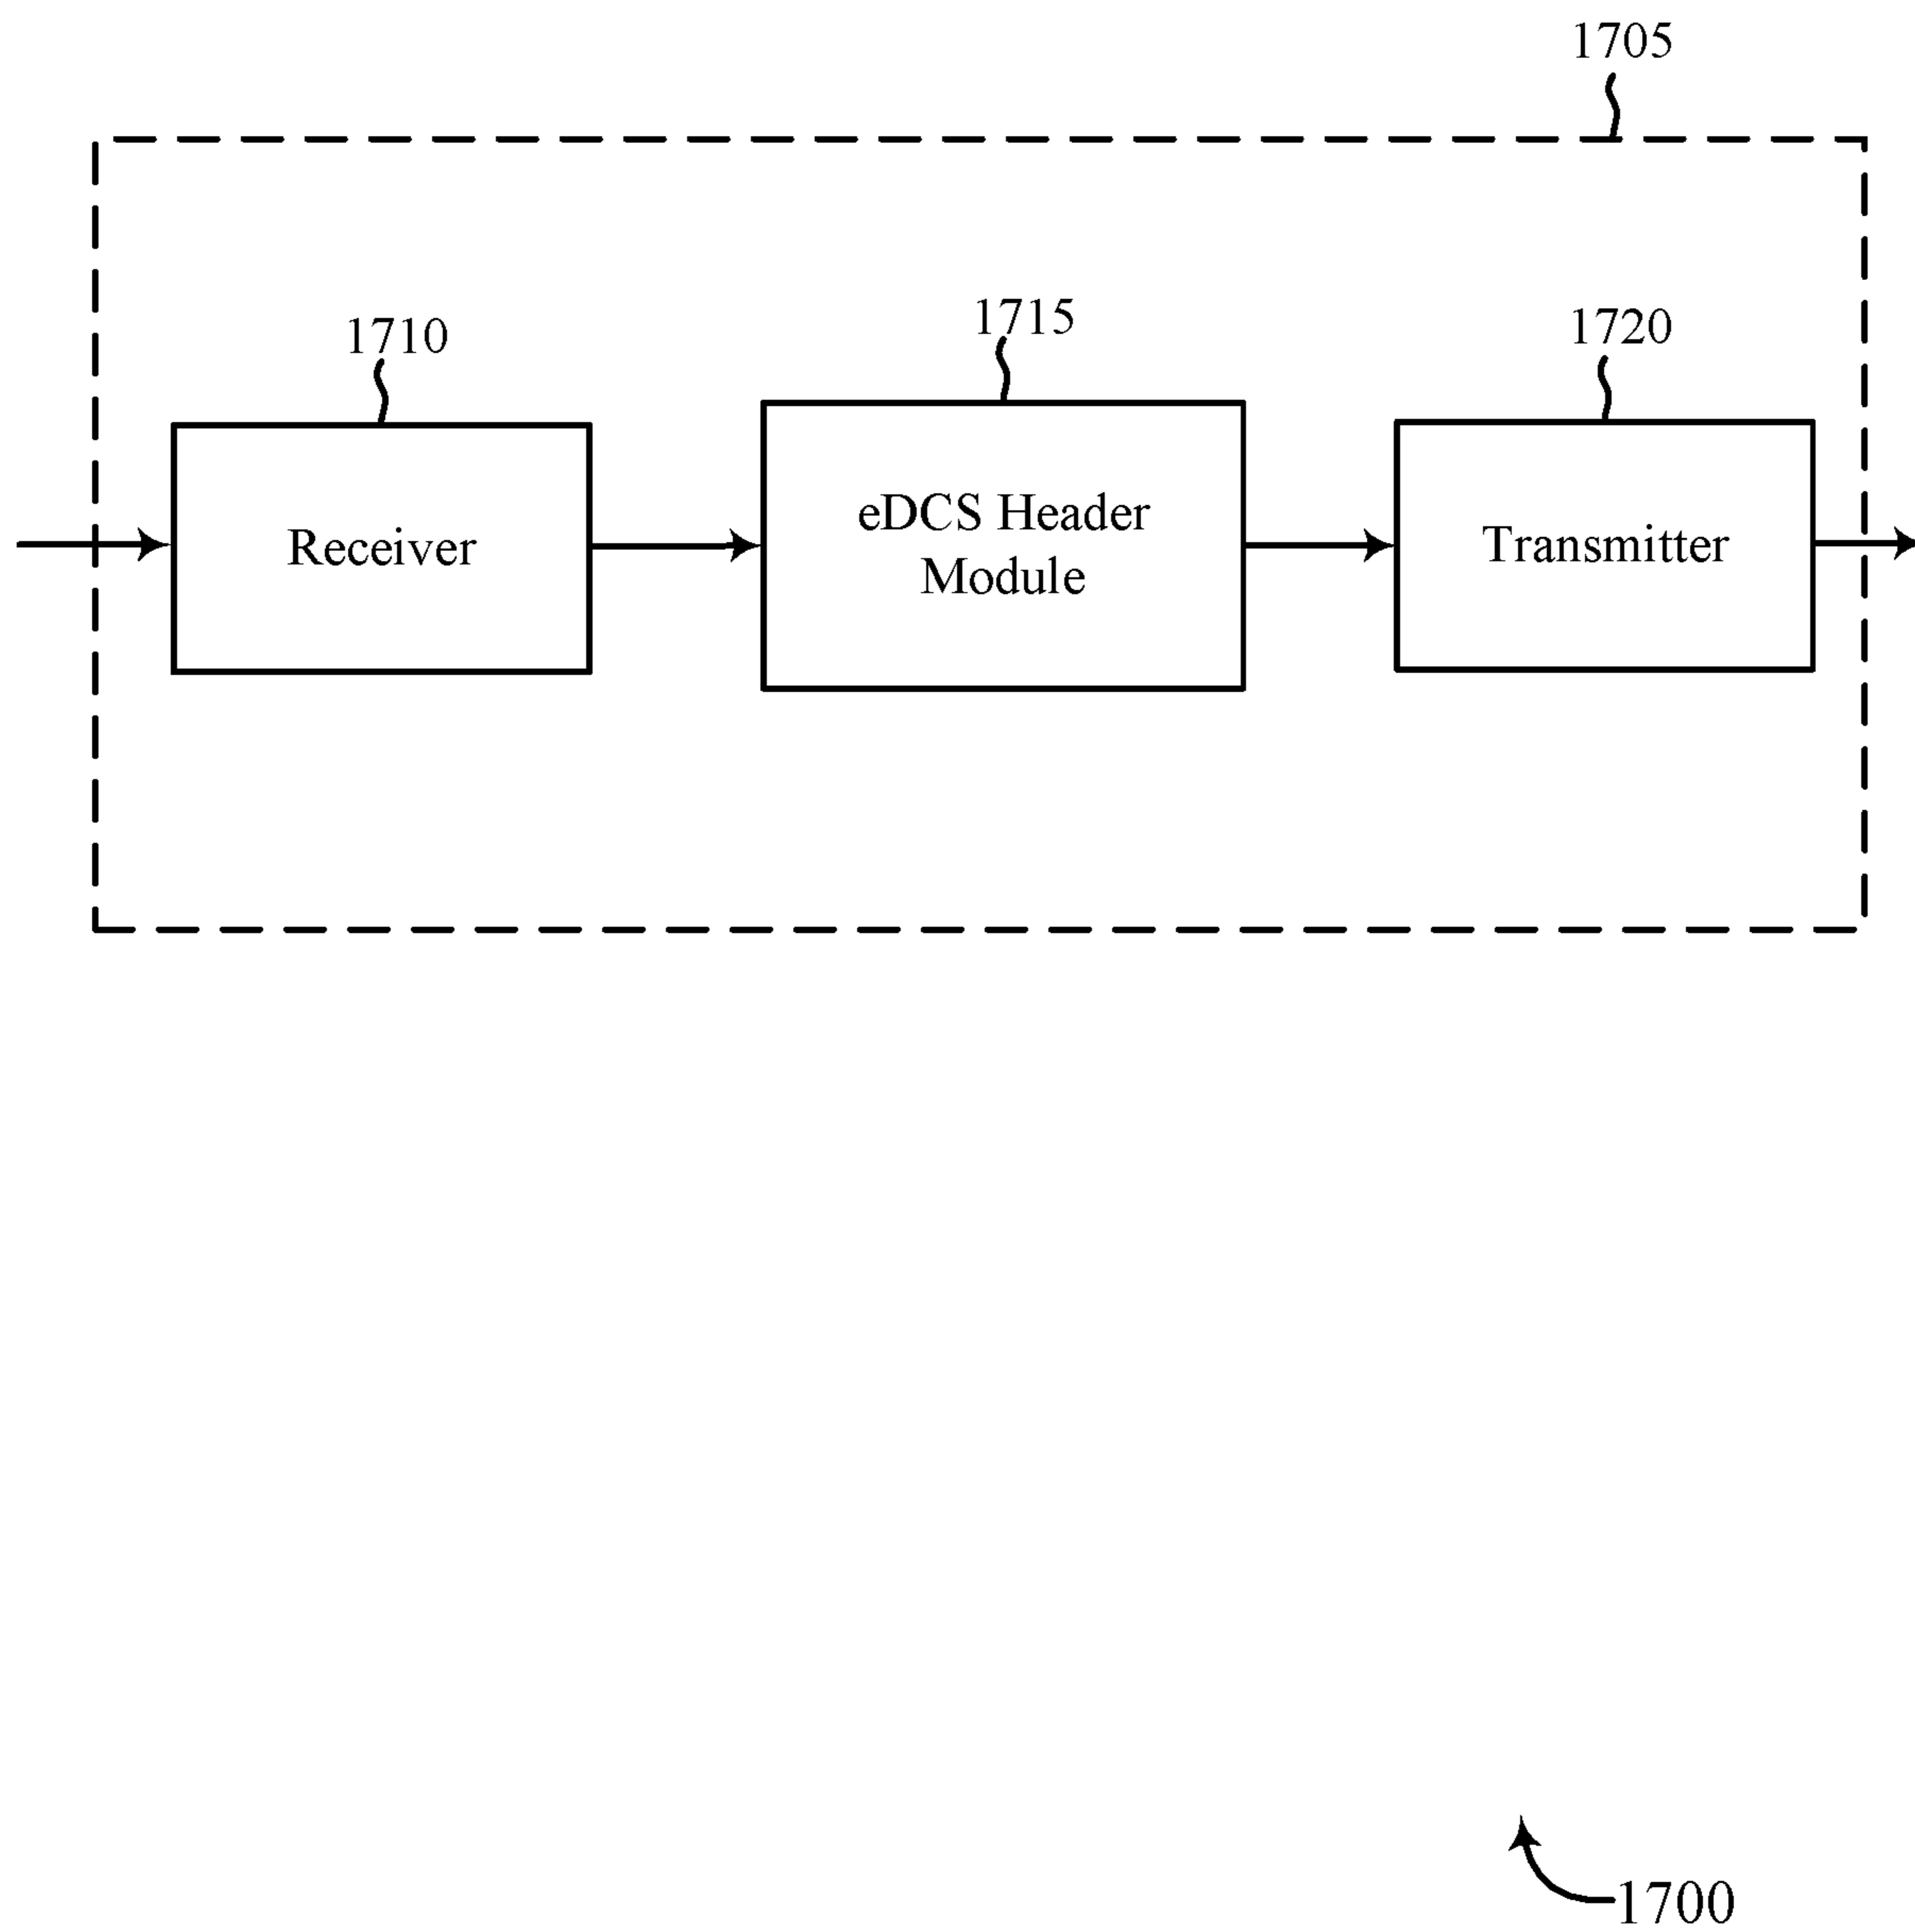 1705
1710
1715
1720
Receiver
eDCS Header
Module
Transmitter
1700